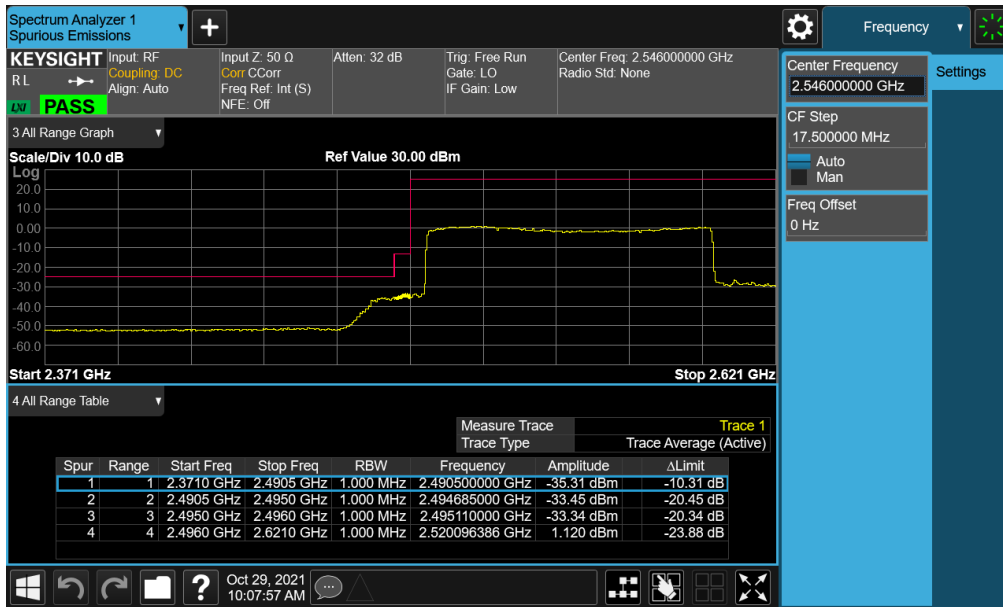 Spectrum Analyzer 1
Spurious Emissions
Frequency
KEYSIGHT
R L
LXI PASS
Input: RF
Coupling: DC
Align: Auto
Input Z: 50 Ω
Corr CCorr
Freq Ref: Int (S)
NFE: Off
Atten: 32 dB
Trig: Free Run
Gate: LO
IF Gain: Low
Center Freq: 2.546000000 GHz
Radio Std: None
Center Frequency
2.546000000 GHz
Settings
CF Step
17.500000 MHz
Auto
Man
Freq Offset
0 Hz
3 All Range Graph
Scale/Div 10.0 dB Ref Value 30.00 dBm
Log
20.0
10.0
0.00
-10.0
-20.0
-30.0
-40.0
-50.0
-60.0
Start 2.371 GHz Stop 2.621 GHz
4 All Range Table
Measure Trace Trace 1
Trace Type Trace Average (Active)
Spur Range Start Freq Stop Freq RBW Frequency Amplitude ΔLimit
1 1 2.3710 GHz 2.4905 GHz 1.000 MHz 2.490500000 GHz -35.31 dBm -10.31 dB
2 2 2.4905 GHz 2.4950 GHz 1.000 MHz 2.494685000 GHz -33.45 dBm -20.45 dB
3 3 2.4950 GHz 2.4960 GHz 1.000 MHz 2.495110000 GHz -33.34 dBm -20.34 dB
4 4 2.4960 GHz 2.6210 GHz 1.000 MHz 2.520096386 GHz 1.120 dBm -23.88 dB
?
Oct 29, 2021
10:07:57 AM